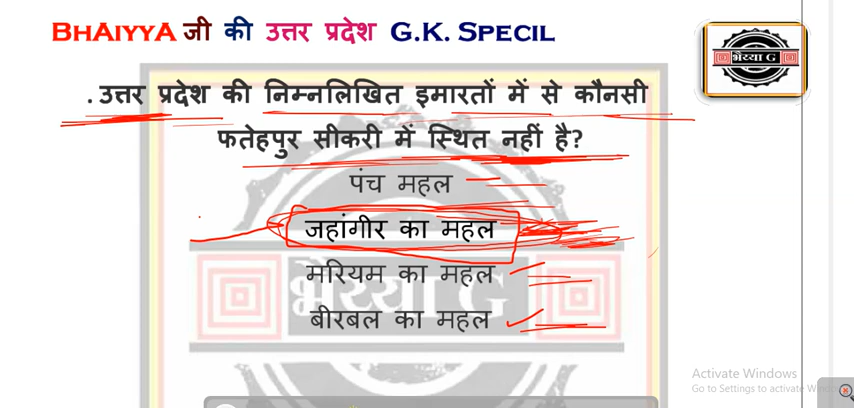 BhAiyyA जी की उत्तर प्रदेश G.K. Specil
भैय्या G
. उत्तर प्रदेश की निम्नलिखित इमारतों में से कौनसी
फतेहपुर सीकरी में स्थित नहीं है?
पंच महल
जहांगीर का महल
मरियम का महल
भैय्या G
बीरबल का महल
Activate Windows
Go to Settings to activate Windows